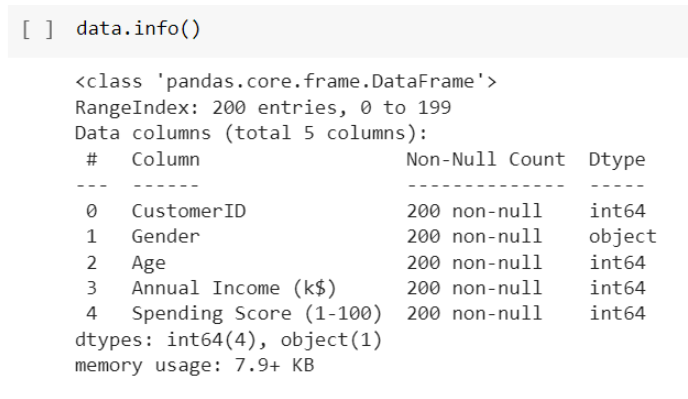 [ ] data.info()
<class 'pandas.core.frame.DataFrame'>
RangeIndex: 200 entries, 0 to 199
Data columns (total 5 columns):
 #   Column                  Non-Null Count  Dtype
---  ------                  --------------  -----
 0   CustomerID              200 non-null    int64
 1   Gender                  200 non-null    object
 2   Age                     200 non-null    int64
 3   Annual Income (k$)      200 non-null    int64
 4   Spending Score (1-100)  200 non-null    int64
dtypes: int64(4), object(1)
memory usage: 7.9+ KB